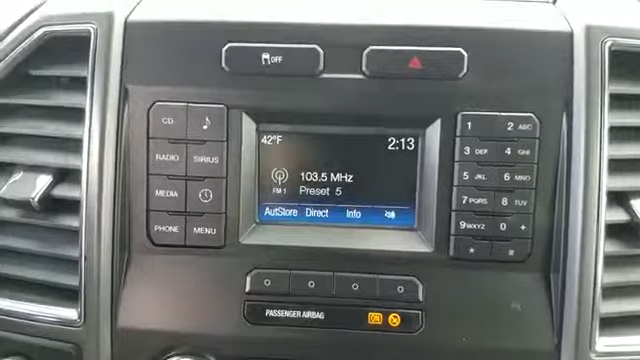 OFF
CD
RADIO SIRIUS
MEDIA
PHONE MENU
42°F 2:13
103.5 MHz
FM 1 Preset 5
AutStore Direct Info
1 2 ABC
3 DEF 4 GHI
5 JKL 6 MNO
7 PQRS 8 TUV
9 WXYZ 0 +
* #
PASSENGER AIRBAG ON